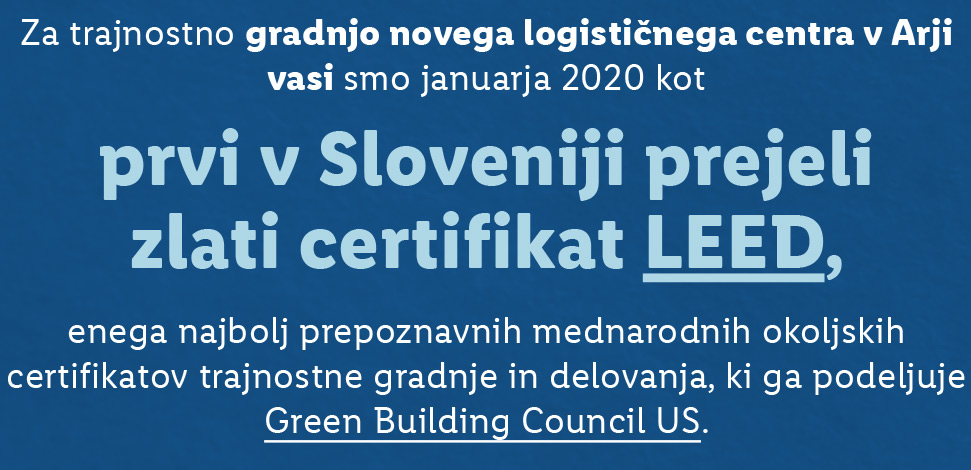 Za trajnostno gradnjo novega logističnega centra v Arji
vasi smo januarja 2020 kot
prvi v Sloveniji prejeli
zlati certifikat LEED,
enega najbolj prepoznavnih mednarodnih okoljskih
certifikatov trajnostne gradnje in delovanja, ki ga podeljuje
Green Building Council US.